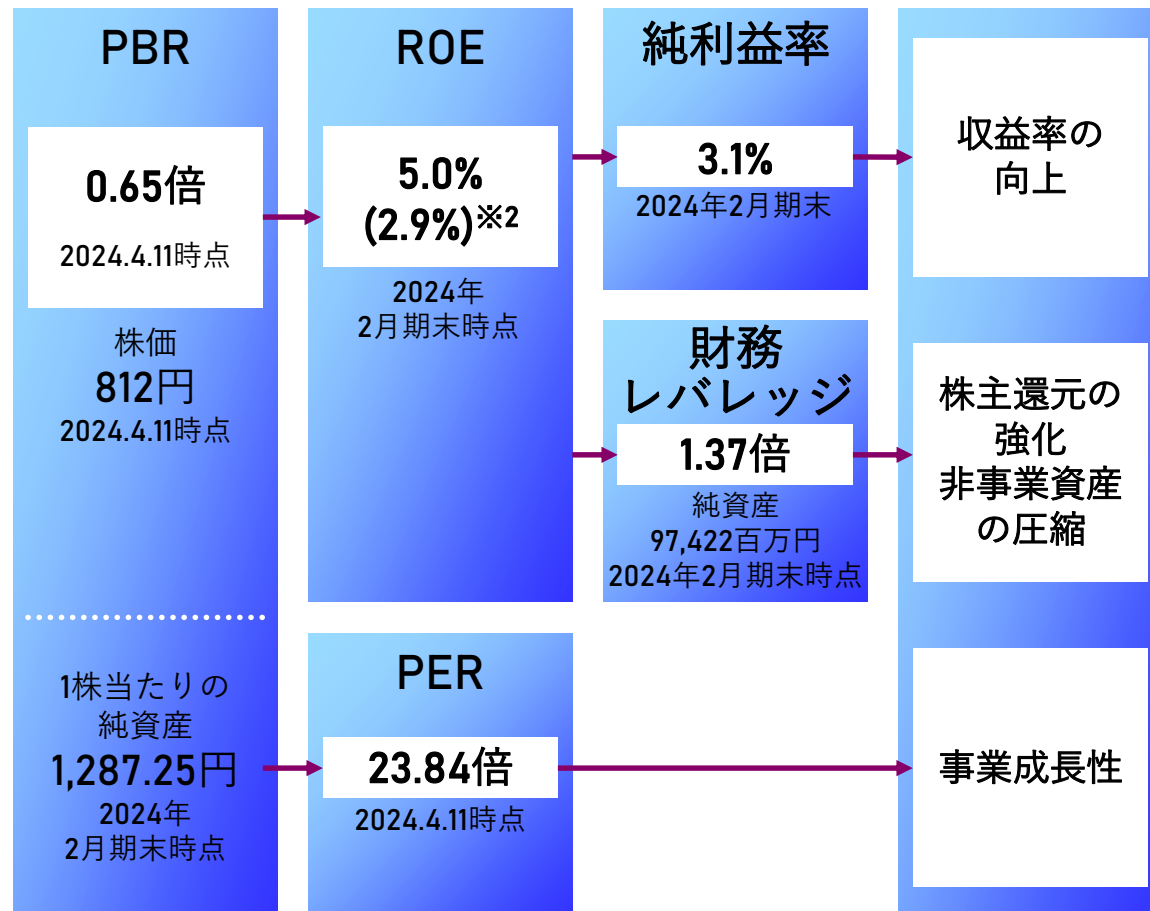 PBR
0.65倍
2024.4.11時点
株価
812円
2024.4.11時点
1株当たりの
純資産
1,287.25円
2024年
2月期末時点
ROE
5.0%
(2.9%)※2
2024年
2月期末時点
PER
23.84倍
2024.4.11時点
純利益率
3.1%
2024年2月期末
財務
レバレッジ
1.37倍
純資産
97,422百万円
2024年2月期末時点
収益率の
向上
株主還元の
強化
非事業資産
の圧縮
事業成長性